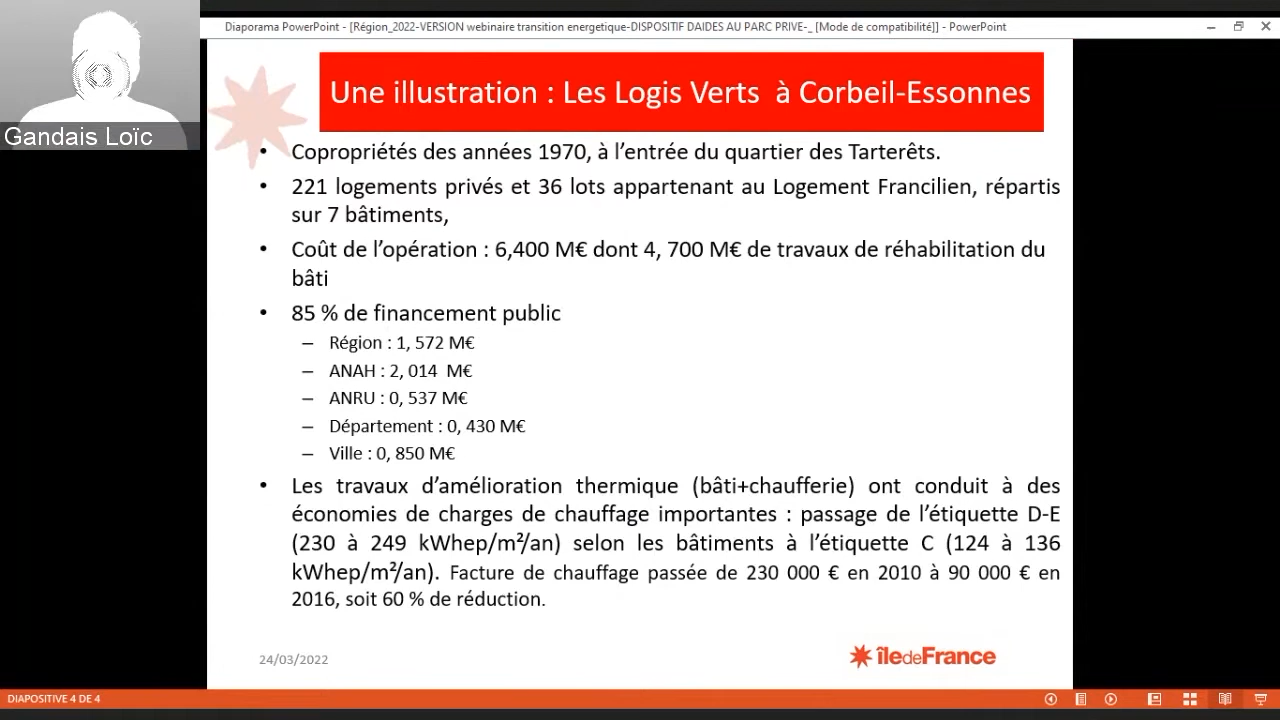 Diaporama PowerPoint - [Région_2022-VERSION webinaire transition energetique-DISPOSITIF DAIDES AU PARC PRIVE-_ [Mode de compatibilité]] - PowerPoint
Gandais Loïc
Une illustration : Les Logis Verts à Corbeil-Essonnes
• Copropriétés des années 1970, à l’entrée du quartier des Tarterêts.
• 221 logements privés et 36 lots appartenant au Logement Francilien, répartis
sur 7 bâtiments,
• Coût de l’opération : 6,400 M€ dont 4, 700 M€ de travaux de réhabilitation du
bâti
• 85 % de financement public
– Région : 1, 572 M€
– ANAH : 2, 014 M€
– ANRU : 0, 537 M€
– Département : 0, 430 M€
– Ville : 0, 850 M€
• Les travaux d’amélioration thermique (bâti+chaufferie) ont conduit à des
économies de charges de chauffage importantes : passage de l’étiquette D-E
(230 à 249 kWhep/m²/an) selon les bâtiments à l’étiquette C (124 à 136
kWhep/m²/an). Facture de chauffage passée de 230 000 € en 2010 à 90 000 € en
2016, soit 60 % de réduction.
24/03/2022
îledeFrance
DIAPOSITIVE 4 DE 4